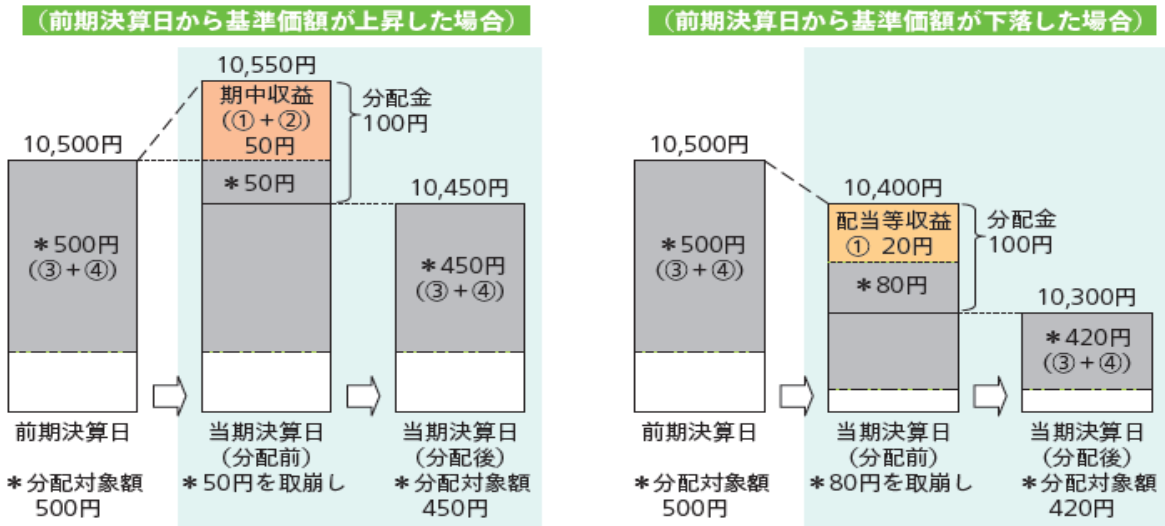 （前期決算日から基準価額が上昇した場合）
10,550円
期中収益
（①＋②）
50円
分配金
100円
10,500円
＊50円
10,450円
＊500円
（③＋④）
＊450円
（③＋④）
前期決算日
当期決算日
（分配前）
当期決算日
（分配後）
＊分配対象額
500円
＊50円を取崩し
＊分配対象額
450円
（前期決算日から基準価額が下落した場合）
10,500円
10,400円
配当等収益
① 20円
分配金
100円
＊500円
（③＋④）
＊80円
10,300円
＊420円
（③＋④）
前期決算日
当期決算日
（分配前）
当期決算日
（分配後）
＊分配対象額
500円
＊80円を取崩し
＊分配対象額
420円